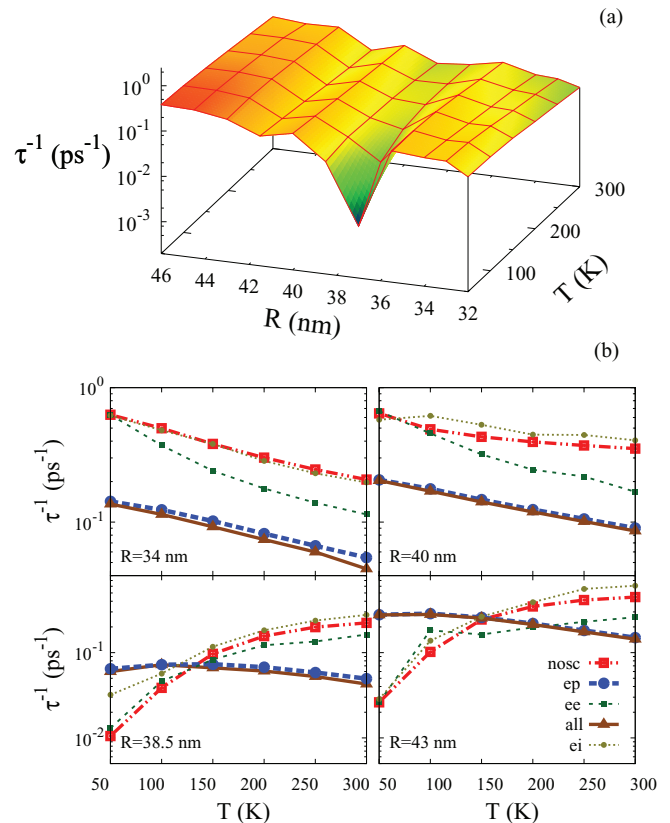 (a)
10⁰
10⁻¹
10⁻²
10⁻³
τ⁻¹ (ps⁻¹)
46
44
42
40
38
36
34
32
R (nm)
100
200
300
T (K)
(b)
10⁰
10⁻¹
τ⁻¹ (ps⁻¹)
R=34 nm
R=40 nm
10⁻¹
10⁻²
τ⁻¹ (ps⁻¹)
R=38.5 nm
R=43 nm
nosc
ep
ee
all
ei
50 100 150 200 250 300 50 100 150 200 250 300
T (K) T (K)